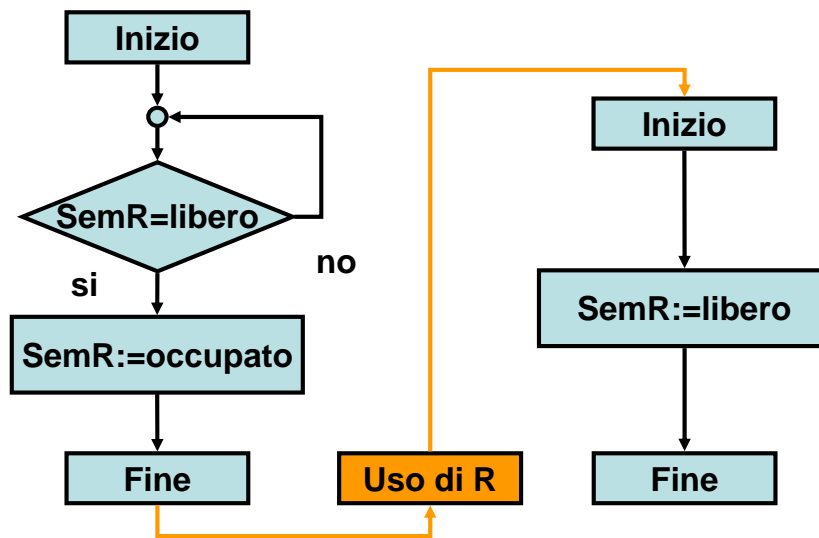 Inizio
SemR=libero
si
no
SemR:=occupato
Fine
Uso di R
Inizio
SemR:=libero
Fine